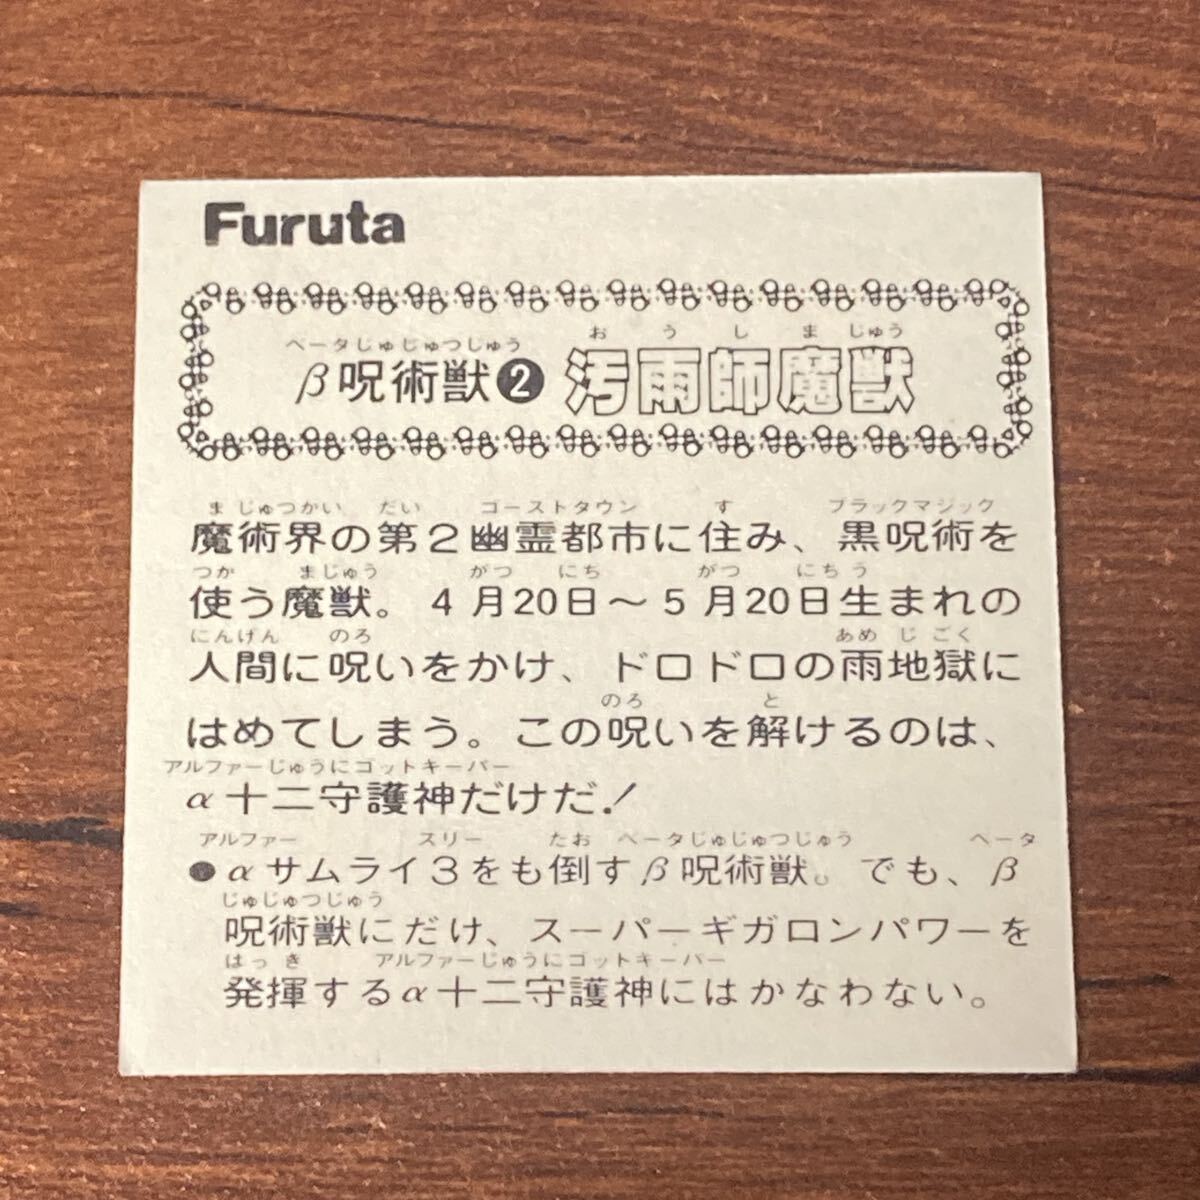 Furuta
ベータじゅじゅつじゅう お う し ま じゅう
β呪術獣❷ 汚雨師魔獣
ま じゅつかい だい ゴーストタウン す ブラックマジック
魔術界の第2幽霊都市に住み、黒呪術を
つか まじゅう がつ にち がつ にち う
使う魔獣。4月20日〜5月20日生まれの
にんげん のろ あめ じ ごく
人間に呪いをかけ、ドロドロの雨地獄に
のろ と
はめてしまう。この呪いを解けるのは、
アルファーじゅうにゴットキーパー
α十二守護神だけだ!
アルファー スリー たお ベータじゅじゅつじゅう ベータ
●αサムライ3をも倒すβ呪術獣。でも、β
じゅじゅつじゅう
呪術獣にだけ、スーパーギガロンパワーを
はっ き アルファーじゅうにゴットキーパー
発揮するα十二守護神にはかなわない。